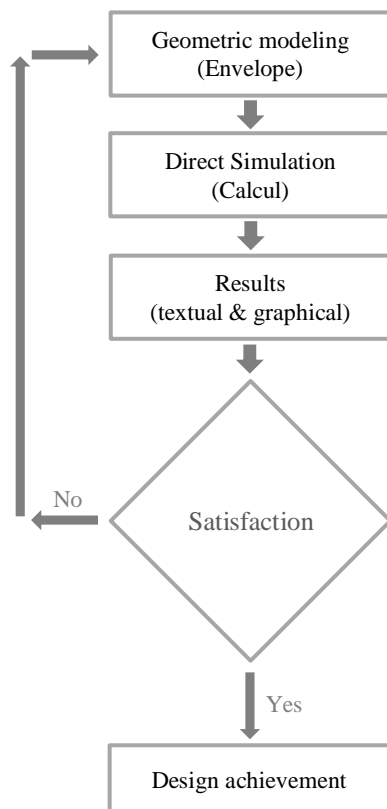 Geometric modeling
(Envelope)
Direct Simulation
(Calcul)
Results
(textual & graphical)
No
Satisfaction
Yes
Design achievement